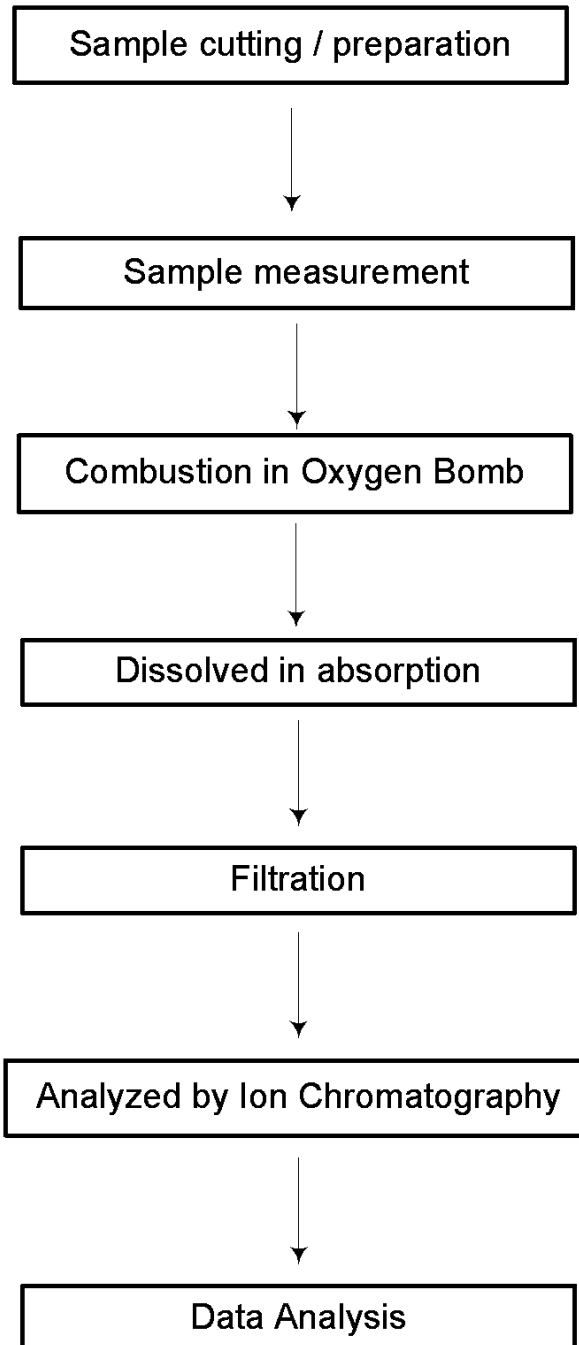 Sample cutting / preparation
Sample measurement
Combustion in Oxygen Bomb
Dissolved in absorption
Filtration
Analyzed by Ion Chromatography
Data Analysis